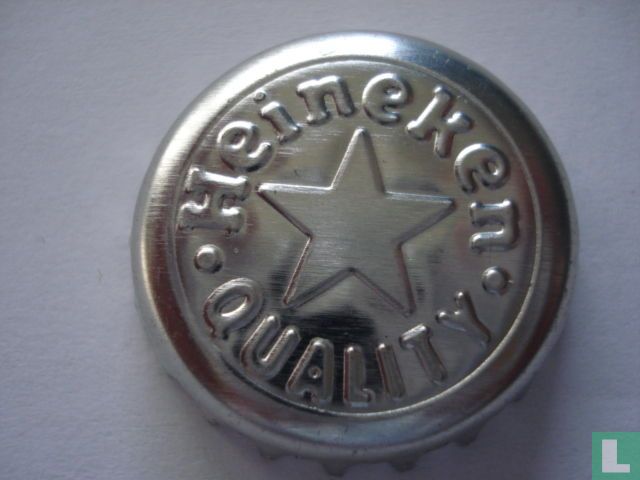 Heineken
• QUALITY •
L